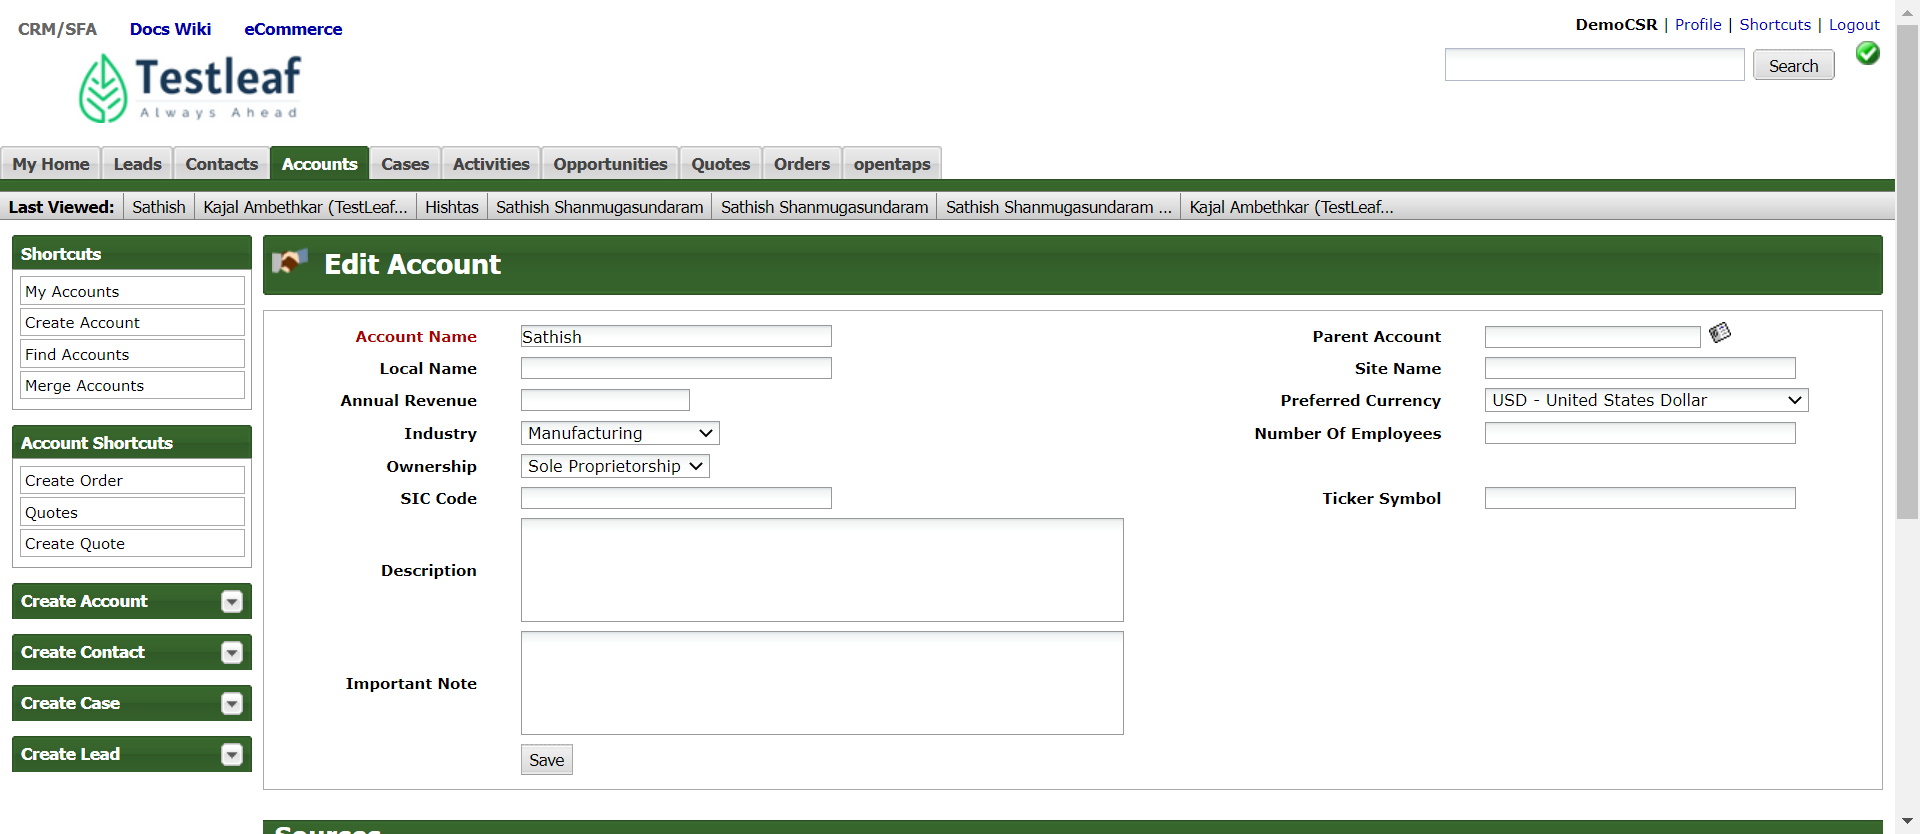 CRM/SFA Docs Wiki eCommerce
DemoCSR | Profile | Shortcuts | Logout
Search
Testleaf
Always Ahead
My Home Leads Contacts Accounts Cases Activities Opportunities Quotes Orders opentaps
Last Viewed: Sathish Kajal Ambethkar (TestLeaf... Hishtas Sathish Shanmugasundaram Sathish Shanmugasundaram Sathish Shanmugasundaram ... Kajal Ambethkar (TestLeaf...
Shortcuts
My Accounts
Create Account
Find Accounts
Merge Accounts
Account Shortcuts
Create Order
Quotes
Create Quote
Create Account
Create Contact
Create Case
Create Lead
Edit Account
Account Name Sathish Parent Account
Local Name Site Name
Annual Revenue Preferred Currency USD - United States Dollar
Industry Manufacturing Number Of Employees
Ownership Sole Proprietorship
SIC Code Ticker Symbol
Description
Important Note
Save
Sources